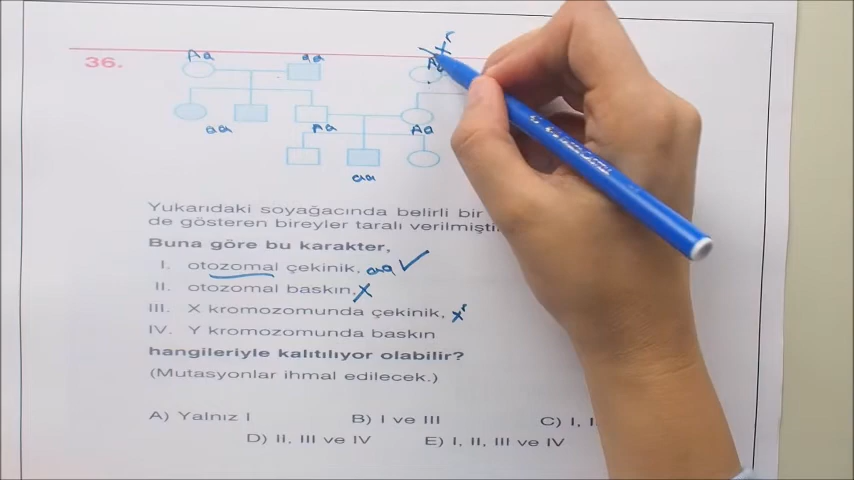 36.
Aa aa Xʳ
Aa
aa Aa Aa
aa
Yukarıdaki soyağacında belirli bir
de gösteren bireyler taralı verilmişti
Buna göre bu karakter,
I. otozomal çekinik, aa ✓
II. otozomal baskın, X
III. X kromozomunda çekinik, xʳ
IV. Y kromozomunda baskın
hangileriyle kalıtılıyor olabilir?
(Mutasyonlar ihmal edilecek.)
A) Yalnız I B) I ve III C) I, I
D) II, III ve IV E) I, II, III ve IV